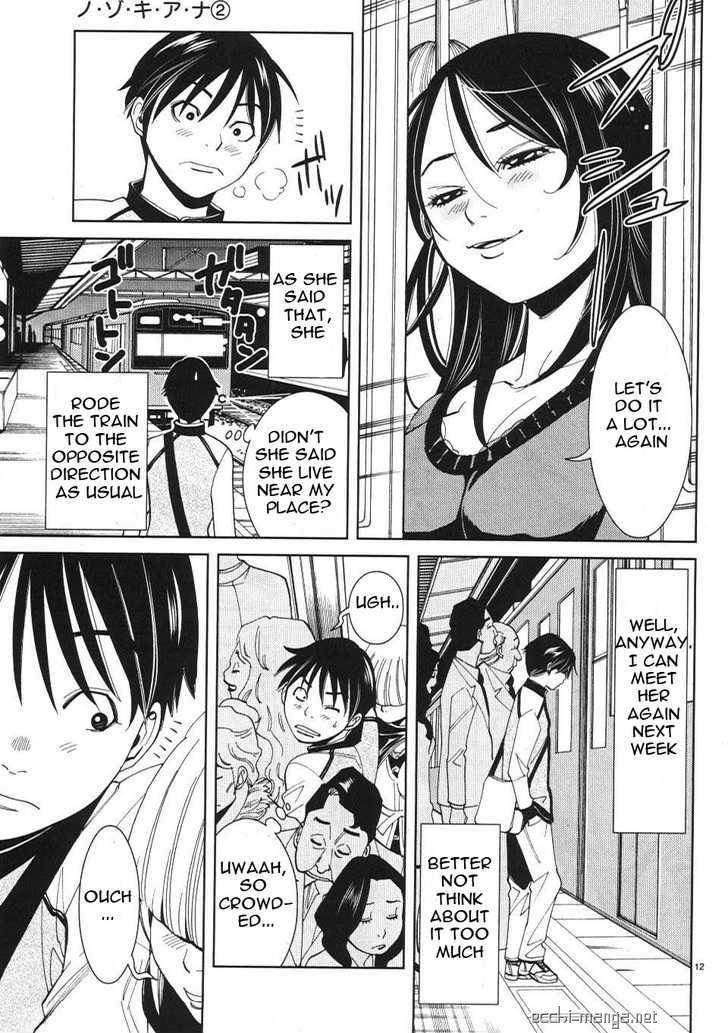 ノ・ゾ・キ・ア・ナ②
LET'S
DO IT
A LOT...
AGAIN
AS SHE
SAID
THAT,
SHE
ガタタン
ゴトトン
RODE
THE TRAIN
TO THE
OPPOSITE
DIRECTION
AS USUAL
DIDN'T
SHE SAID
SHE LIVE
NEAR MY
PLACE?
WELL,
ANYWAY.
I CAN
MEET
HER
AGAIN
NEXT
WEEK
BETTER
NOT
THINK
ABOUT
IT TOO
MUCH
UGH..
UWAAH,
SO
CROWD-
ED...
OUCH
...
12
ecchi-manga.net